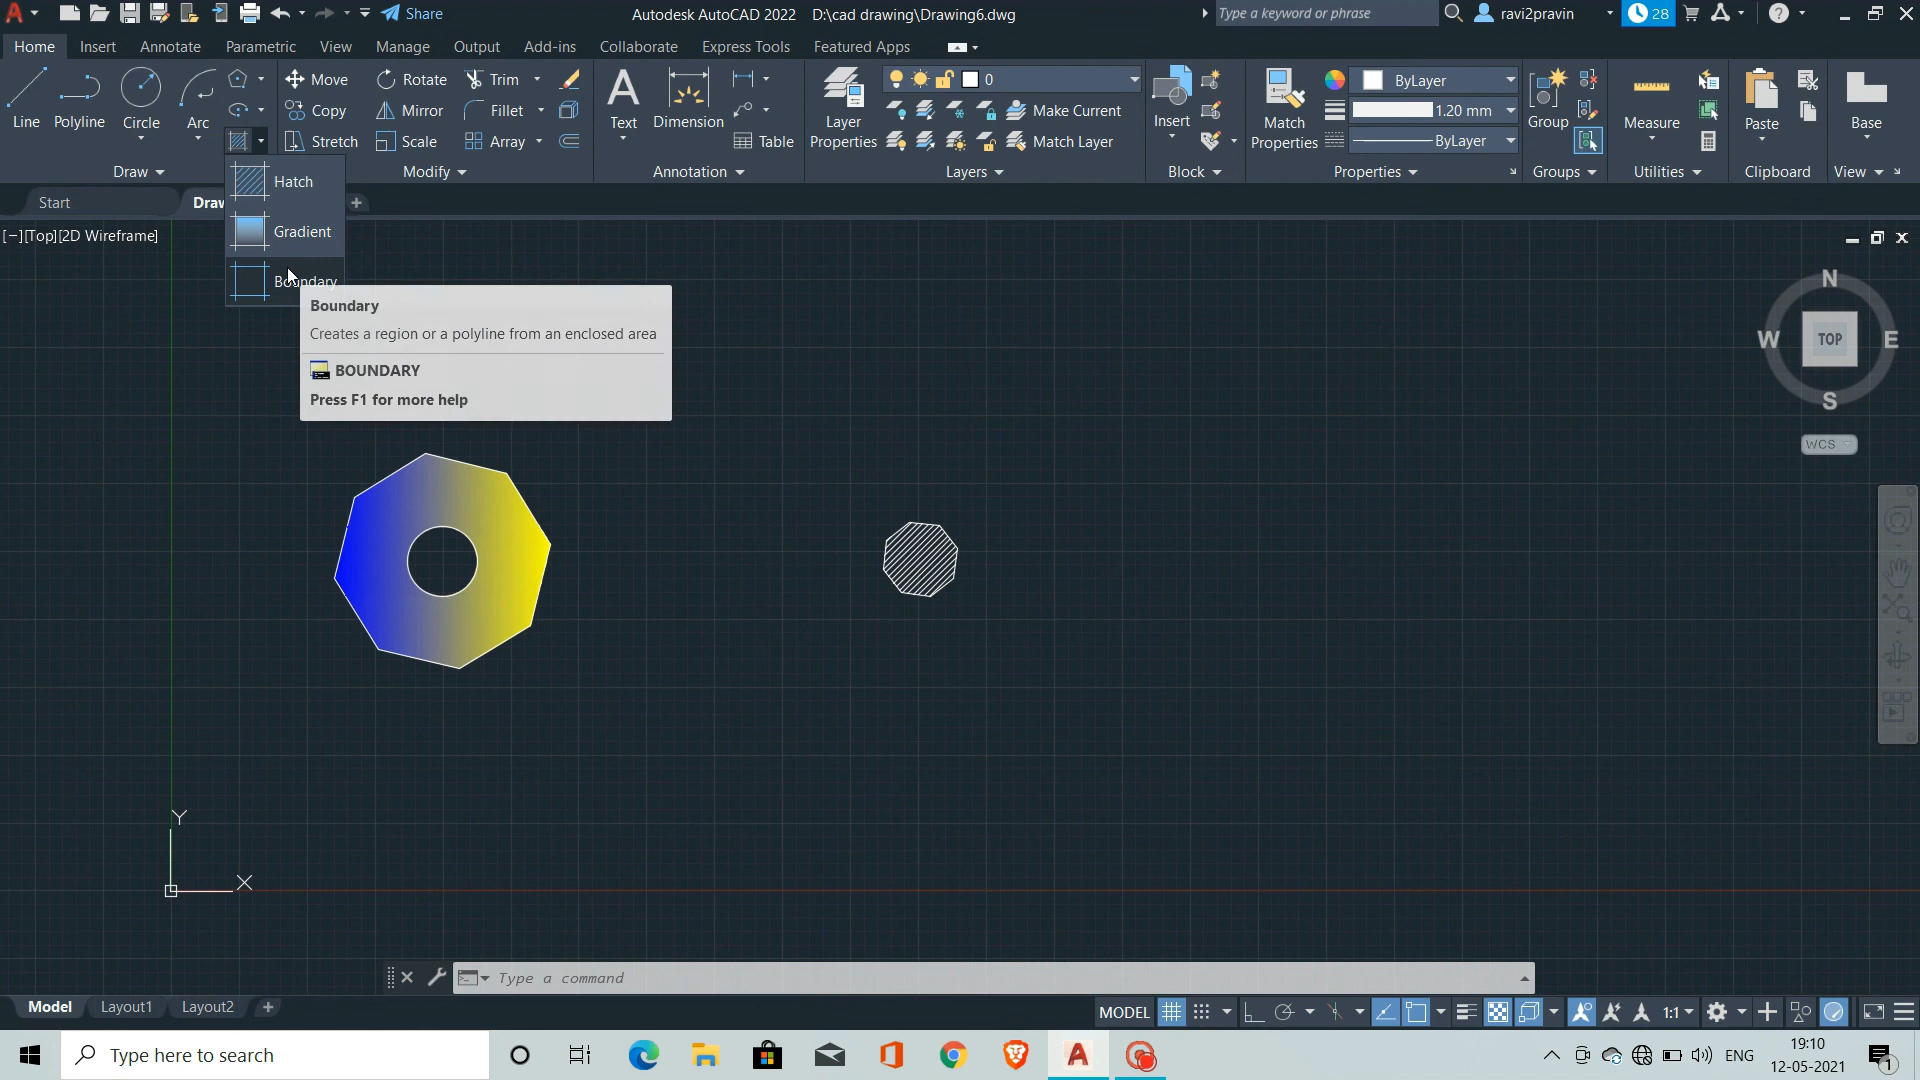 Share
Autodesk AutoCAD 2022 D:\cad drawing\Drawing6.dwg
Type a keyword or phrase
ravi2pravin
28
Home Insert Annotate Parametric View Manage Output Add-ins Collaborate Express Tools Featured Apps
Line Polyline Circle Arc
Move Rotate Trim
Copy Mirror Fillet
Stretch Scale Array
Text Dimension Table
Layer Properties
0
Make Current
Match Layer
Insert
Match Properties
ByLayer
1.20 mm
ByLayer
Group
Measure
Paste
Base
Draw Modify Annotation Layers Block Properties Groups Utilities Clipboard View
Start Draw
Hatch
Gradient
Boundary
[−][Top][2D Wireframe]
Boundary
Creates a region or a polyline from an enclosed area
BOUNDARY
Press F1 for more help
N
W TOP E
S
WCS
Y
X
Type a command
Model Layout1 Layout2
MODEL 1:1
Type here to search
ENG
19:10
12-05-2021
1